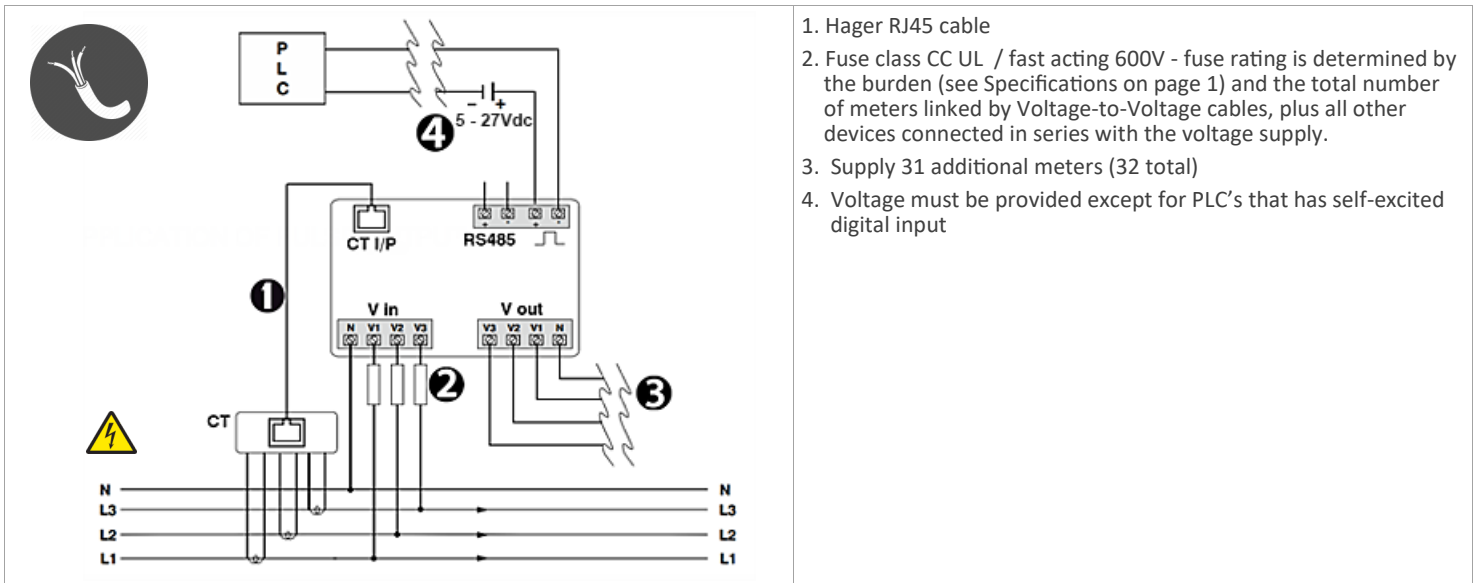 P
L
C
− +
5 - 27Vdc
4
+ - + -
CT I/P
RS485
1
V in
V out
N V1 V2 V3
V3 V2 V1 N
2
3
CT
N
N
L3
L3
L2
L2
L1
L1
1. Hager RJ45 cable
2. Fuse class CC UL / fast acting 600V - fuse rating is determined by
the burden (see Specifications on page 1) and the total number
of meters linked by Voltage-to-Voltage cables, plus all other
devices connected in series with the voltage supply.
3. Supply 31 additional meters (32 total)
4. Voltage must be provided except for PLC's that has self-excited
digital input